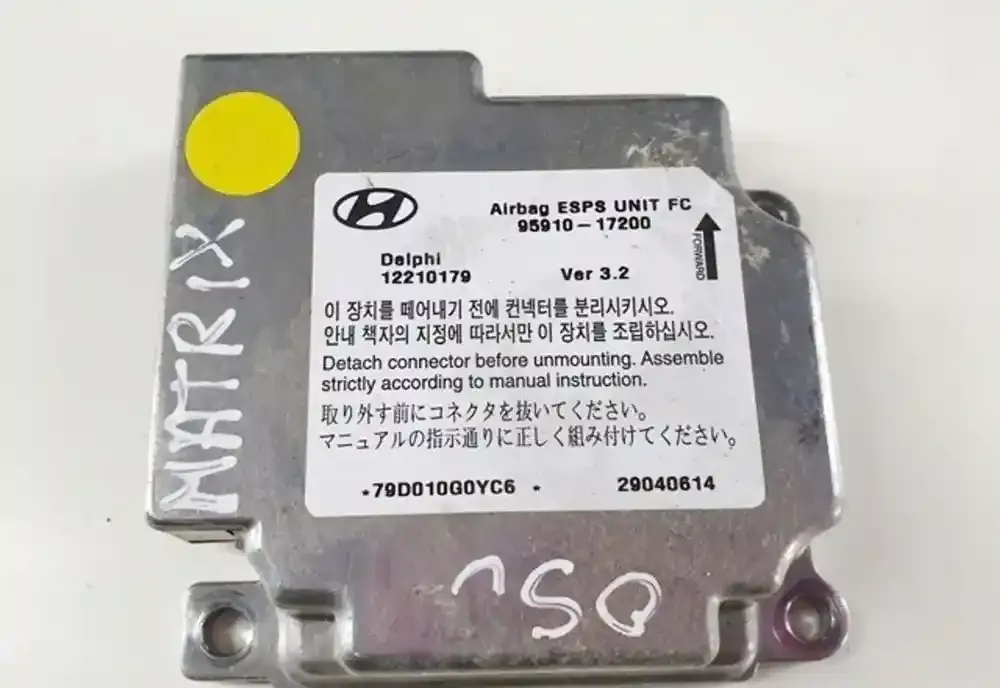 Airbag ESPS UNIT FC
95910-17200
FORWARD
Delphi
12210179 Ver 3.2
이 장치를 떼어내기 전에 컨넥터를 분리시키시오.
안내 책자의 지정에 따라서만 이 장치를 조립하십시오.
Detach connector before unmounting. Assemble
strictly according to manual instruction.
取り外す前にコネクタを抜いてください。
マニュアルの指示通りに正しく組み付けてください。
*79D010G0YC6 * 29040614
MATRIX